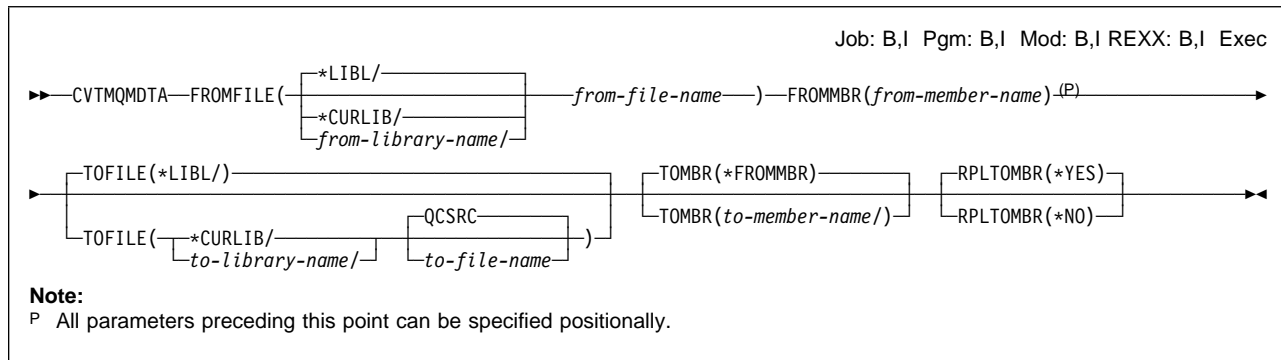 Job: B,I Pgm: B,I Mod: B,I REXX: B,I Exec
*LIBL/
CVTMQMDTA FROMFILE( from-file-name ) FROMMBR(from-member-name) (P)
*CURLIB/
from-library-name/
TOFILE(*LIBL/) TOMBR(*FROMMBR) RPLTOMBR(*YES)
TOFILE( *CURLIB/ QCSRC ) TOMBR(to-member-name/) RPLTOMBR(*NO)
to-library-name/ to-file-name
Note:
P All parameters preceding this point can be specified positionally.